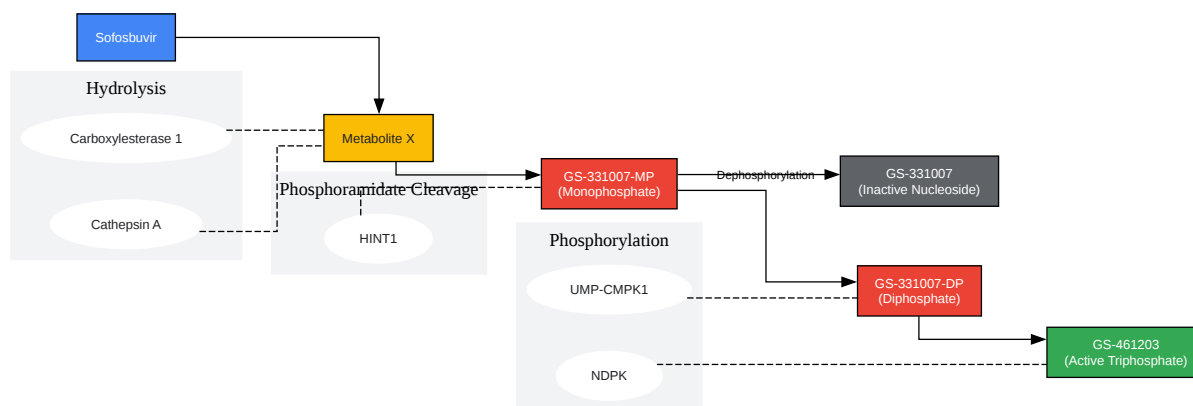 Sofosbuvir
Hydrolysis
Carboxylesterase 1
Cathepsin A
Metabolite X
Phosphoramidate Cleavage
HINT1
GS-331007-MP
(Monophosphate)
Dephosphorylation
GS-331007
(Inactive Nucleoside)
Phosphorylation
UMP-CMPK1
NDPK
GS-331007-DP
(Diphosphate)
GS-461203
(Active Triphosphate)